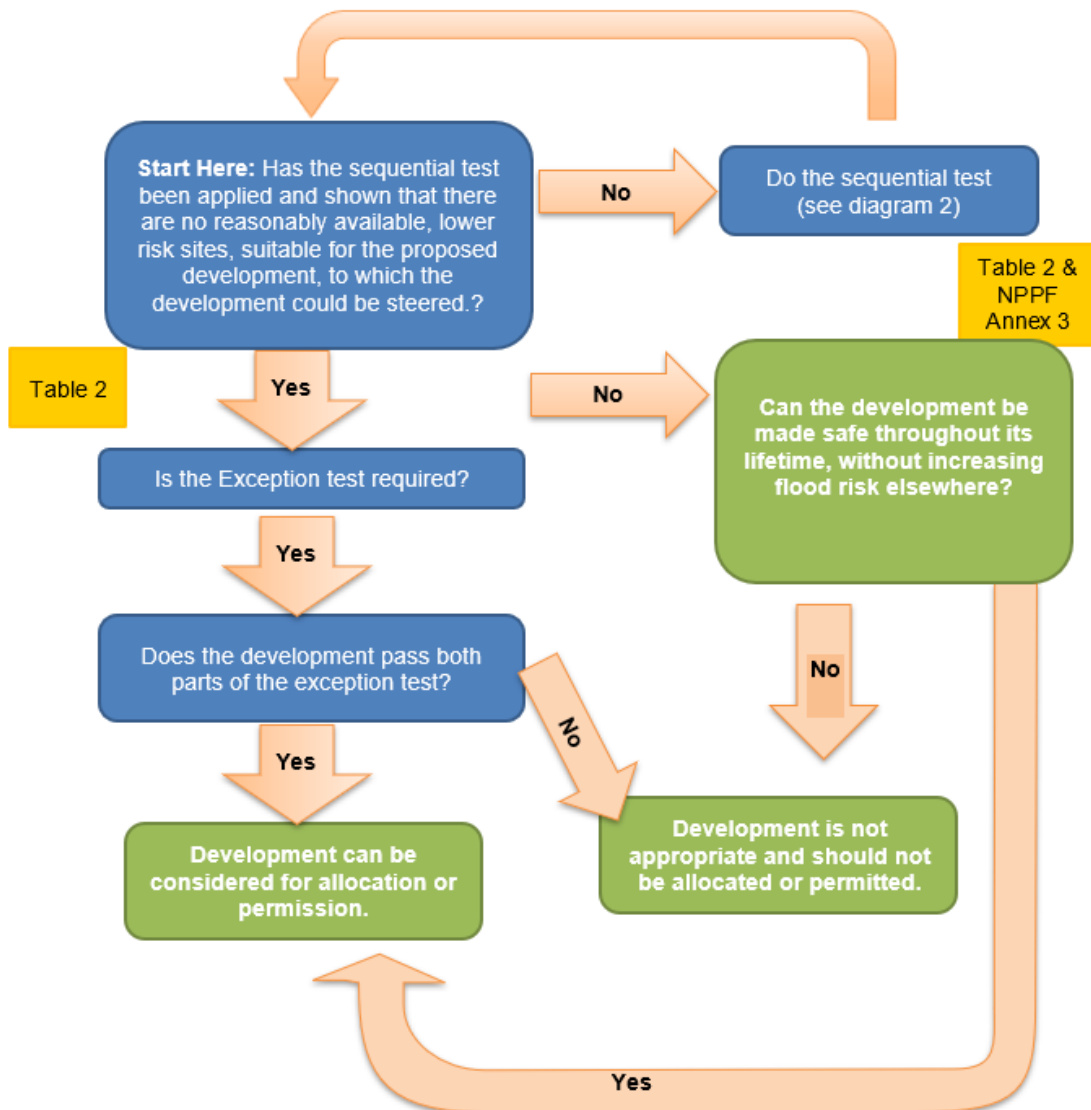 Start Here: Has the sequential test
been applied and shown that there
are no reasonably available, lower
risk sites, suitable for the proposed
development, to which the
development could be steered.?
No
Do the sequential test
(see diagram 2)
Table 2 &
NPPF
Annex 3
Table 2
Yes
No
Can the development be
made safe throughout its
lifetime, without increasing
flood risk elsewhere?
Is the Exception test required?
Yes
Does the development pass both
parts of the exception test?
No
No
Yes
Development can be
considered for allocation or
permission.
Development is not
appropriate and should not
be allocated or permitted.
Yes